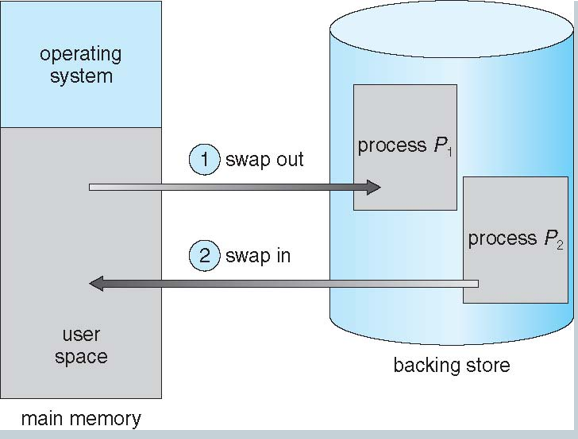 operating
system
1 swap out
process P₁
2 swap in
process P₂
user
space
backing store
main memory